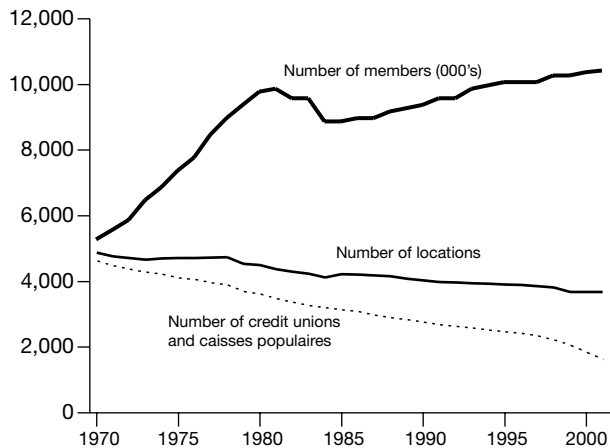 12,000
Number of members (000's)
10,000
8,000
6,000
Number of locations
4,000
Number of credit unions
and caisses populaires
2,000
0
1970 1975 1980 1985 1990 1995 2000